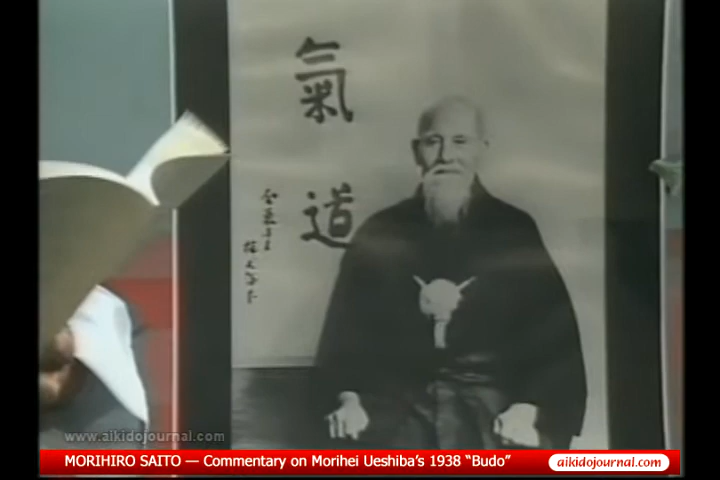 氣
道
www.aikidojournal.com
MORIHIRO SAITO — Commentary on Morihei Ueshiba's 1938 “Budo”
aikidojournal.com